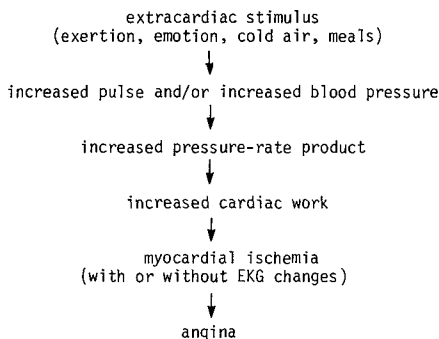 extracardiac stimulus
(exertion, emotion, cold air, meals)
increased pulse and/or increased blood pressure
increased pressure-rate product
increased cardiac work
myocardial ischemia
(with or without EKG changes)
angina